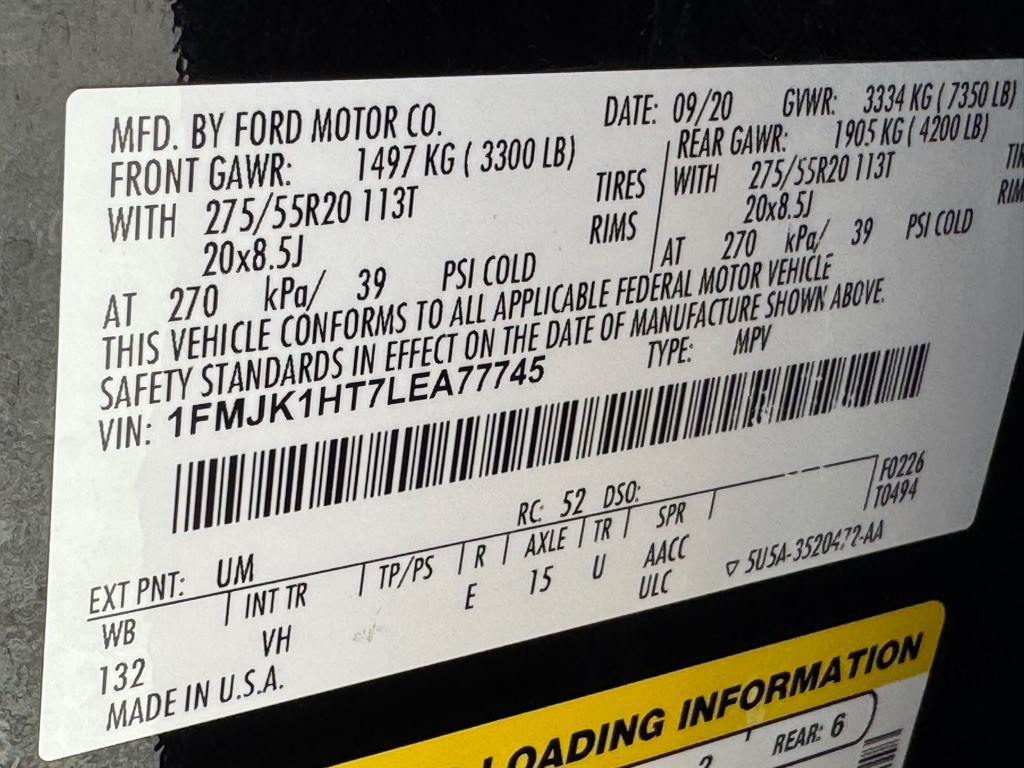 MFD. BY FORD MOTOR CO. DATE: 09/20 GVWR: 3334 KG ( 7350 LB)
FRONT GAWR: 1497 KG ( 3300 LB) REAR GAWR: 1905 KG ( 4200 LB)
WITH 275/55R20 113T TIRES WITH 275/55R20 113T TIR
20x8.5J RIMS 20x8.5J RIM
AT 270 kPa/ 39 PSI COLD AT 270 kPa/ 39 PSI COLD
THIS VEHICLE CONFORMS TO ALL APPLICABLE FEDERAL MOTOR VEHICLE
SAFETY STANDARDS IN EFFECT ON THE DATE OF MANUFACTURE SHOWN ABOVE.
VIN: 1FMJK1HT7LEA77745 TYPE: MPV
F0226
T0494
EXT PNT: UM RC: 52 DSO:
WB INT TR TP/PS R AXLE TR SPR
132 VH E 15 U AACC
ULC
▽ 5U5A-3520472-AA
MADE IN U.S.A.
LOADING INFORMATION
REAR: 6